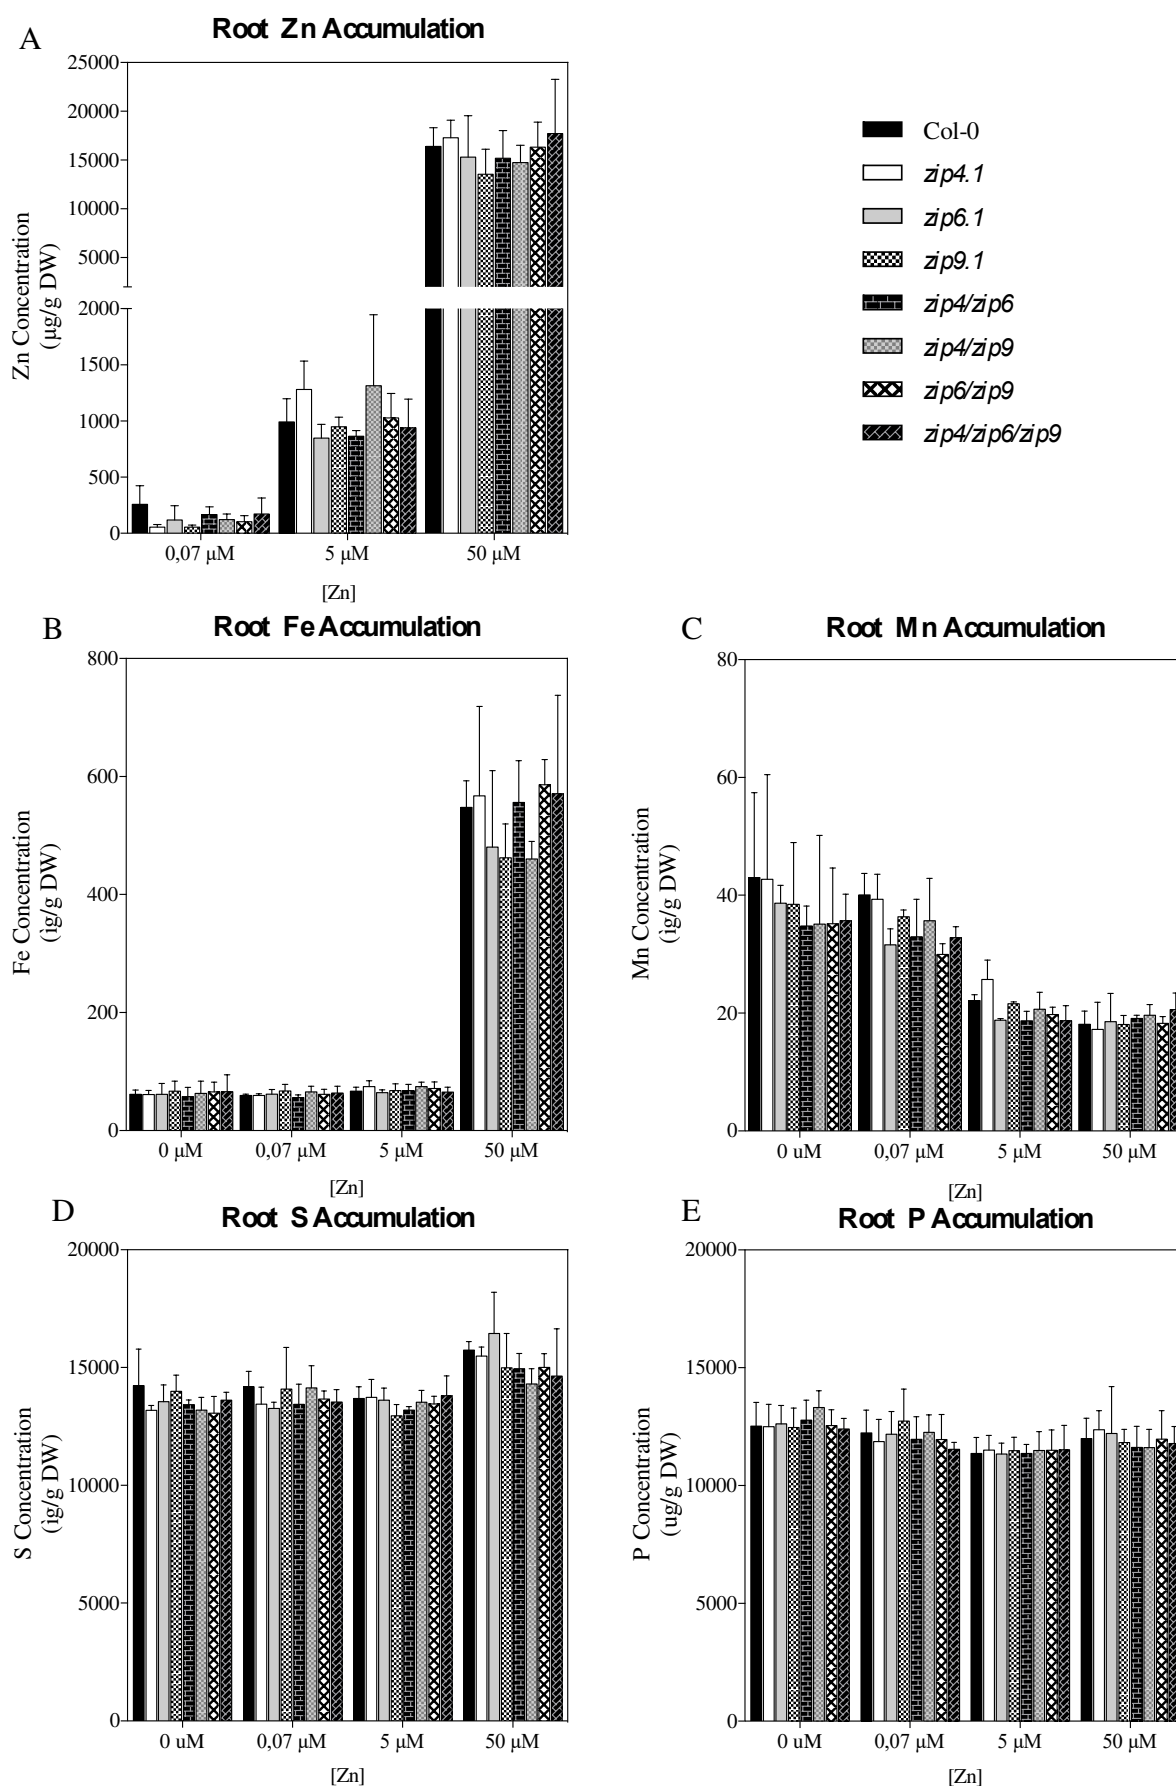 A
Root Zn Accumulation
Zn Concentration
(µg/g DW)
25000
20000
15000
10000
5000
2000
1500
1000
500
0
0,07 µM
5 µM
50 µM
[Zn]
Col-0
zip4.1
zip6.1
zip9.1
zip4/zip6
zip4/zip9
zip6/zip9
zip4/zip6/zip9
B
Root Fe Accumulation
Fe Concentration
(ìg/g DW)
800
600
400
200
0
0 µM
0,07 µM
5 µM
50 µM
[Zn]
C
Root Mn Accumulation
Mn Concentration
(ìg/g DW)
80
60
40
20
0
0 uM
0,07 µM
5 µM
50 µM
[Zn]
D
Root S Accumulation
S Concentration
(ìg/g DW)
20000
15000
10000
5000
0
0 uM
0,07 µM
5 µM
50 µM
[Zn]
E
Root P Accumulation
P Concentration
(ug/g DW)
20000
15000
10000
5000
0
0 uM
0,07 µM
5 µM
50 µM
[Zn]